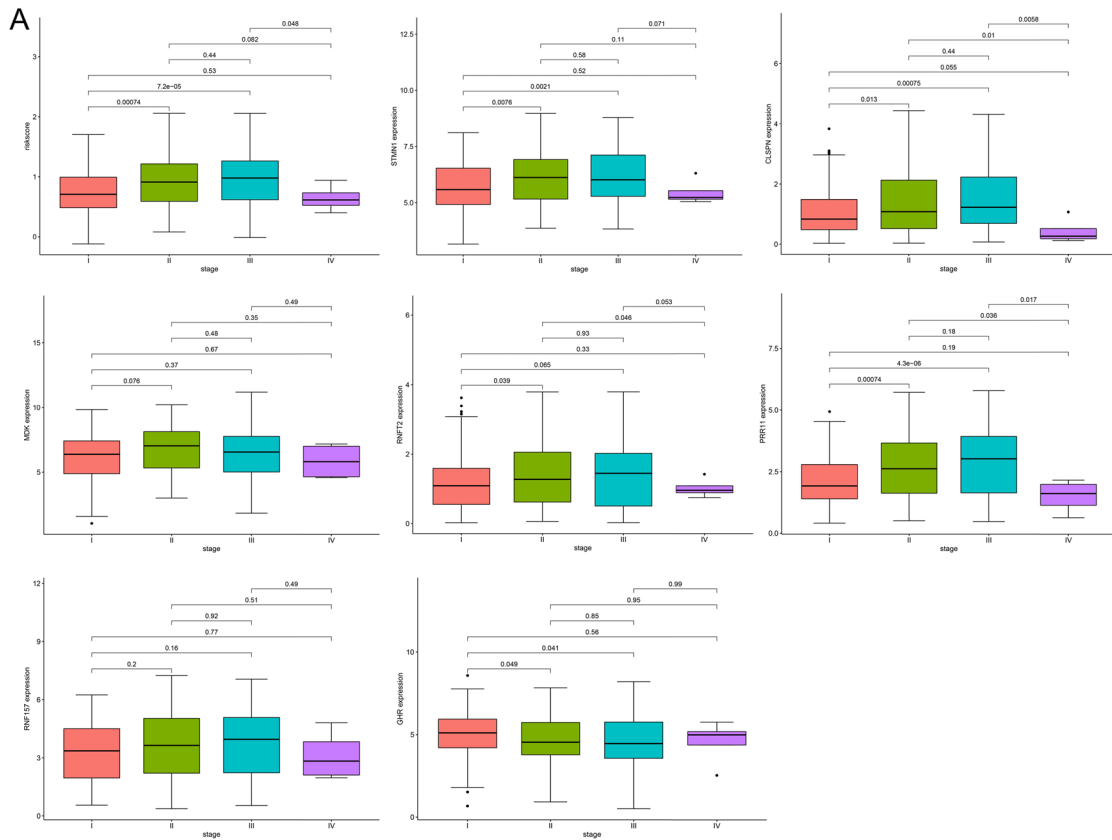 A
riskscore
3
2
1
0
0.048
0.082
0.44
0.53
7.2e−05
0.00074
I II III IV
stage
STMN1 expression
12.5
10.0
7.5
5.0
0.071
0.11
0.58
0.52
0.0021
0.0076
I II III IV
stage
CLSPN expression
6
4
2
0
0.0058
0.01
0.44
0.055
0.00075
0.013
I II III IV
stage
MDK expression
15
10
5
0.49
0.35
0.48
0.67
0.37
0.076
I II III IV
stage
RNFT2 expression
6
4
2
0
0.053
0.046
0.93
0.33
0.065
0.039
I II III IV
stage
PRR11 expression
7.5
5.0
2.5
0.0
0.017
0.036
0.18
0.19
4.3e−06
0.00074
I II III IV
stage
RNF157 expression
12
9
6
3
0
0.49
0.51
0.92
0.77
0.16
0.2
I II III IV
stage
GHR expression
10
5
0
0.99
0.95
0.85
0.56
0.041
0.049
I II III IV
stage